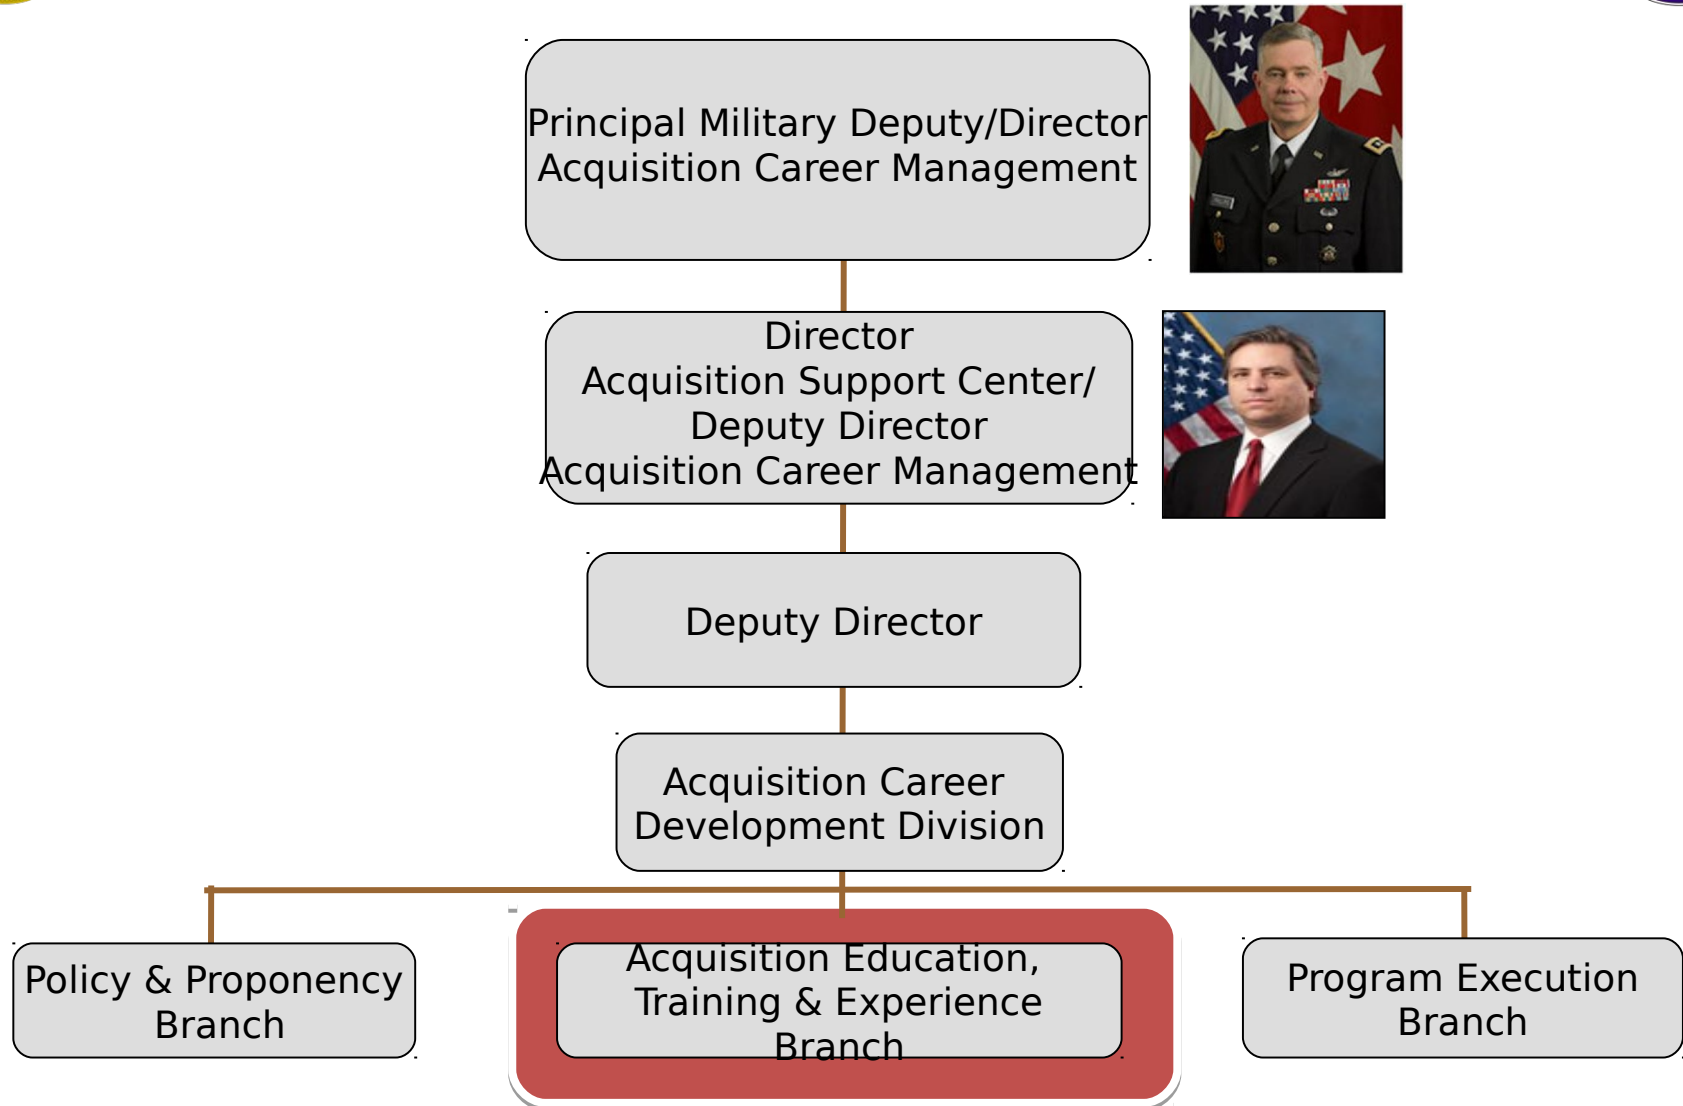 Principal Military Deputy/Director
Acquisition Career Management
Director
Acquisition Support Center/
Deputy Director
Acquisition Career Management
Deputy Director
Acquisition Career
Development Division
Policy & Proponency
Branch
Acquisition Education,
Training & Experience
Branch
Program Execution
Branch